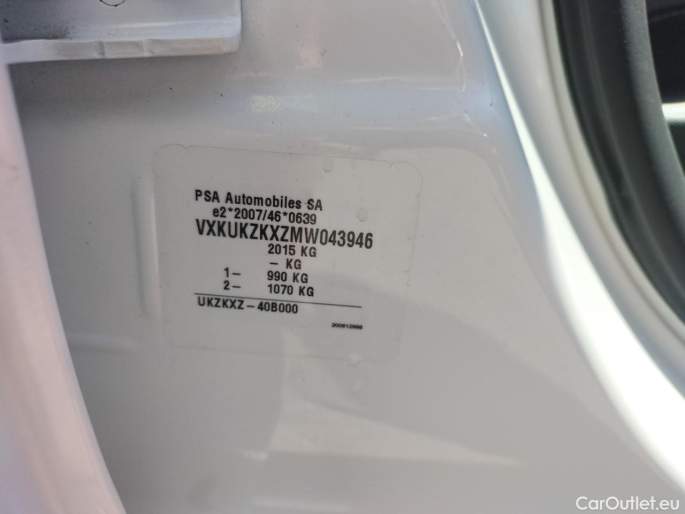 PSA Automobiles SA
e2*2007/46*0639
VXKUKZKXZMW043946
2015 KG
- KG
1- 990 KG
2- 1070 KG
UKZKXZ-40B000
CarOutlet.eu